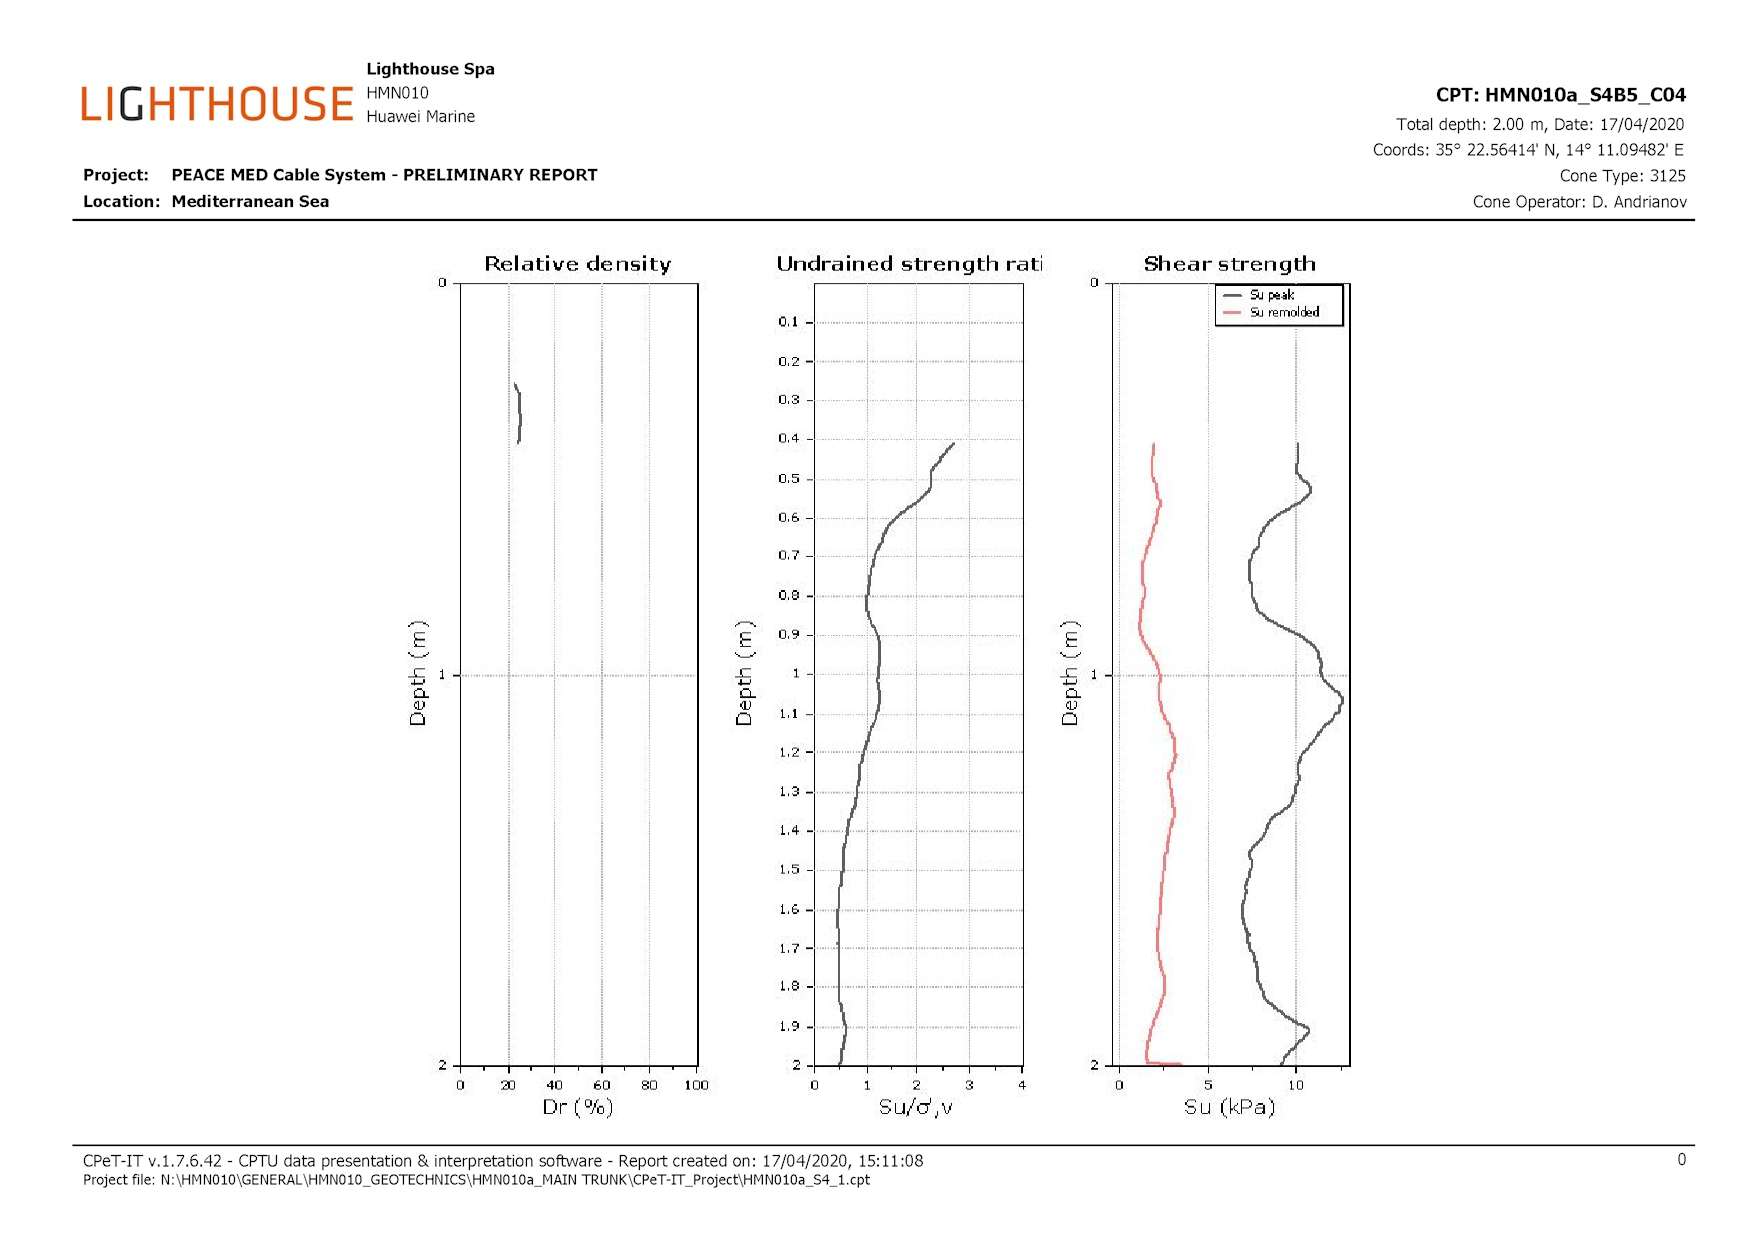 LIGHTHOUSE
Lighthouse Spa
HMN010
Huawei Marine
CPT: HMN010a_S4B5_C04
Total depth: 2.00 m, Date: 17/04/2020
Coords: 35° 22.56414' N, 14° 11.09482' E
Cone Type: 3125
Cone Operator: D. Andrianov
Project: PEACE MED Cable System - PRELIMINARY REPORT
Location: Mediterranean Sea
Relative density
0
1
2
Depth (m)
0 20 40 60 80 100
Dr (%)
Undrained strength rati
0.1
0.2
0.3
0.4
0.5
0.6
0.7
0.8
0.9
1
1.1
1.2
1.3
1.4
1.5
1.6
1.7
1.8
1.9
2
Depth (m)
0 1 2 3 4
Su/σ',v
Shear strength
Su peak
Su remolded
0
1
2
Depth (m)
0 5 10
Su (kPa)
CPeT-IT v.1.7.6.42 - CPTU data presentation & interpretation software - Report created on: 17/04/2020, 15:11:08
0
Project file: N:\HMN010\GENERAL\HMN010_GEOTECHNICS\HMN010a_MAIN TRUNK\CPeT-IT_Project\HMN010a_S4_1.cpt